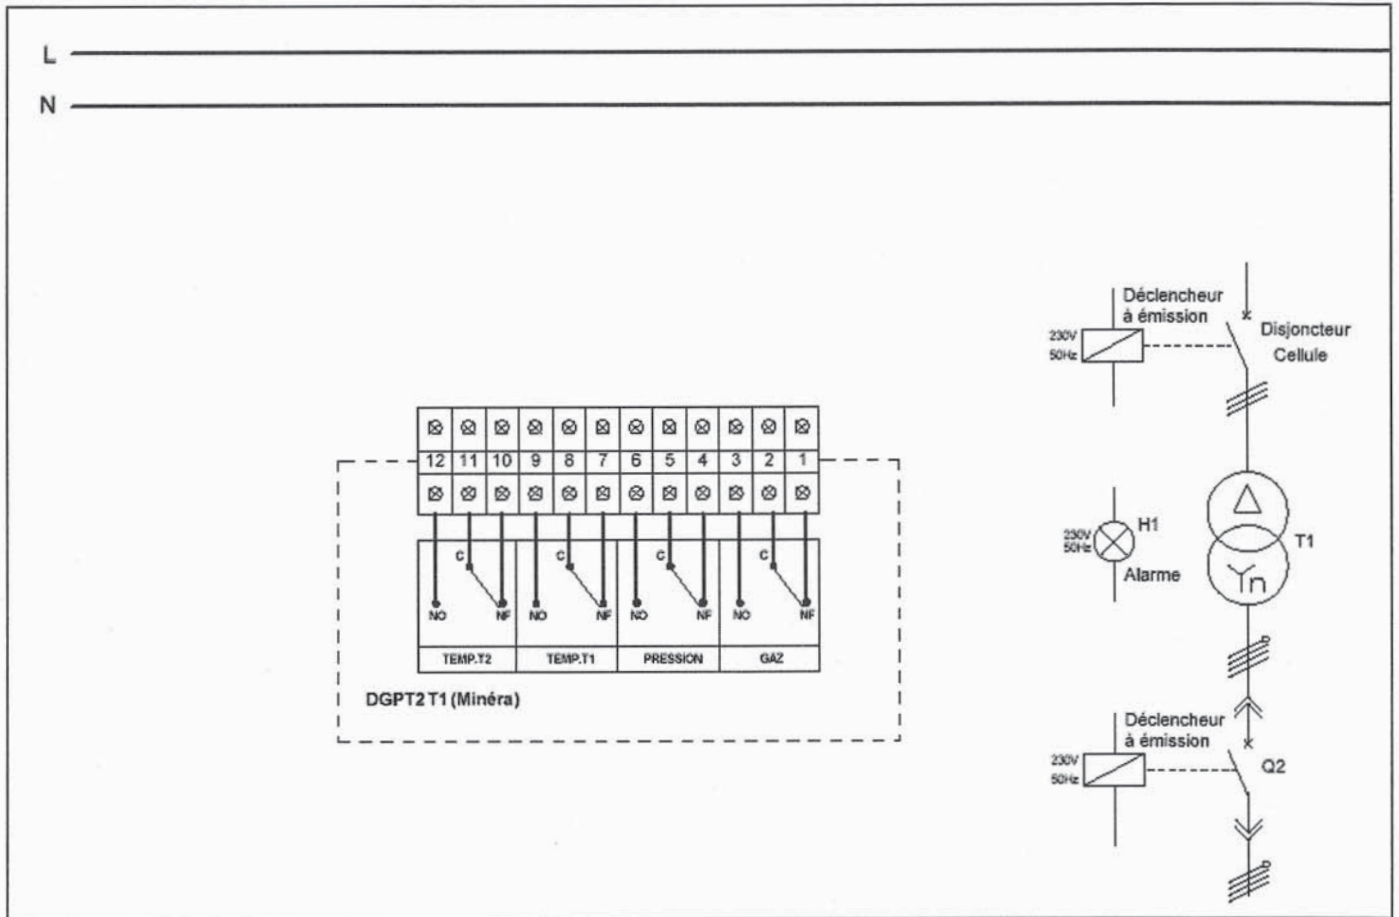 L
N
Déclencheur
à émission
230V
50Hz
Disjoncteur
Cellule
12 11 10 9 8 7 6 5 4 3 2 1
C C C C
NO NF NO NF NO NF NO NF
TEMP.T2 TEMP.T1 PRESSION GAZ
DGPT2 T1 (Minéra)
230V
50Hz
H1
Alarme
T1
Yn
Déclencheur
à émission
230V
50Hz
Q2